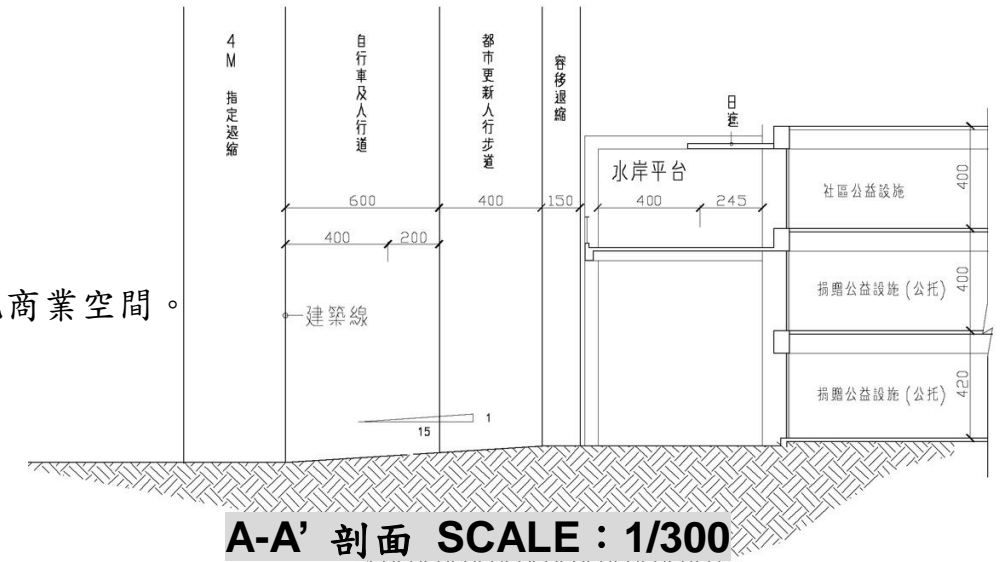 4M 指定退縮
自行車及人行道
都市更新人行步道
容移退縮
日遮
水岸平台
600
400
150
400
245
400
200
社區公益設施
400
商業空間。
建築線
捐贈公益設施(公托)
400
1
15
捐贈公益設施(公托)
420
A-A' 剖面 SCALE：1/300